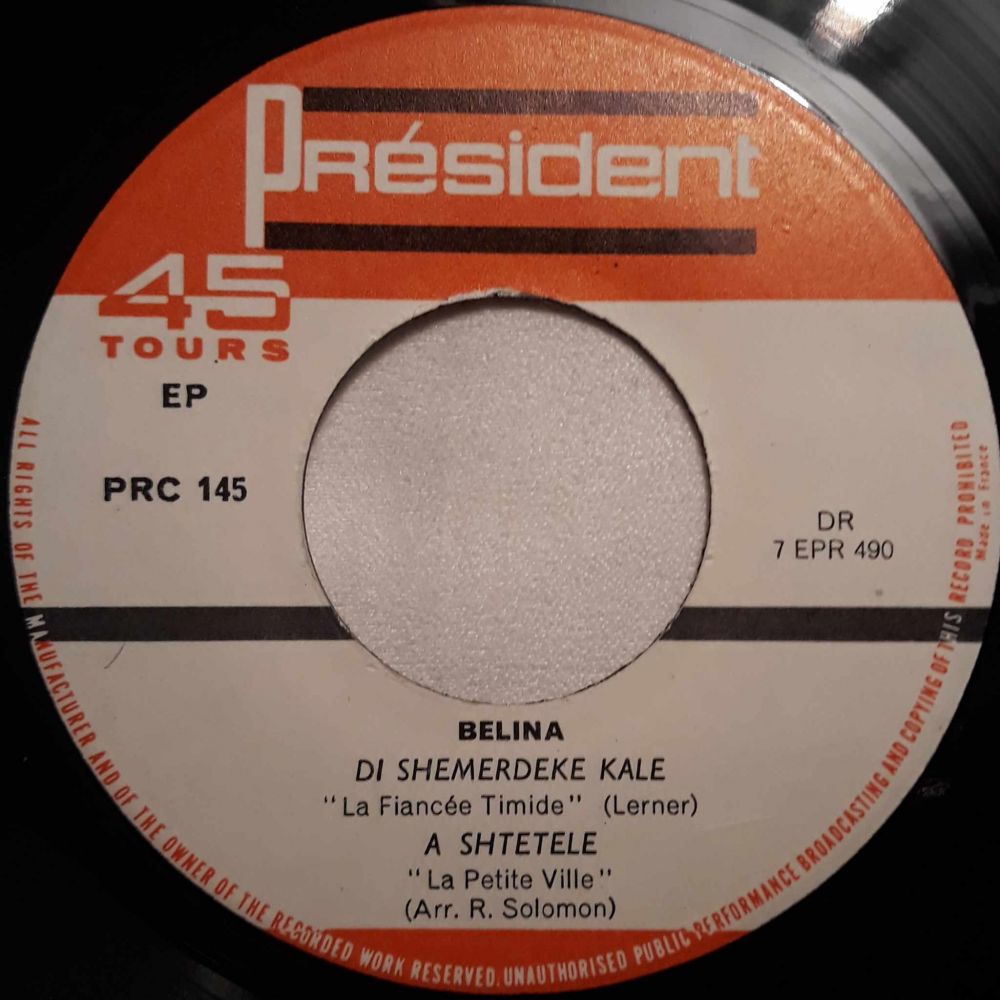 Président
45
TOURS
EP
PRC 145
DR
7 EPR 490
BELINA
DI SHEMERDEKE KALE
"La Fiancée Timide" (Lerner)
A SHTETELE
"La Petite Ville"
(Arr. R. Solomon)
ALL RIGHTS OF THE MANUFACTURER AND OF THE OWNER OF THE RECORDED WORK RESERVED. UNAUTHORISED PUBLIC PERFORMANCE BROADCASTING AND COPYING OF THIS RECORD PROHIBITED
Made in France